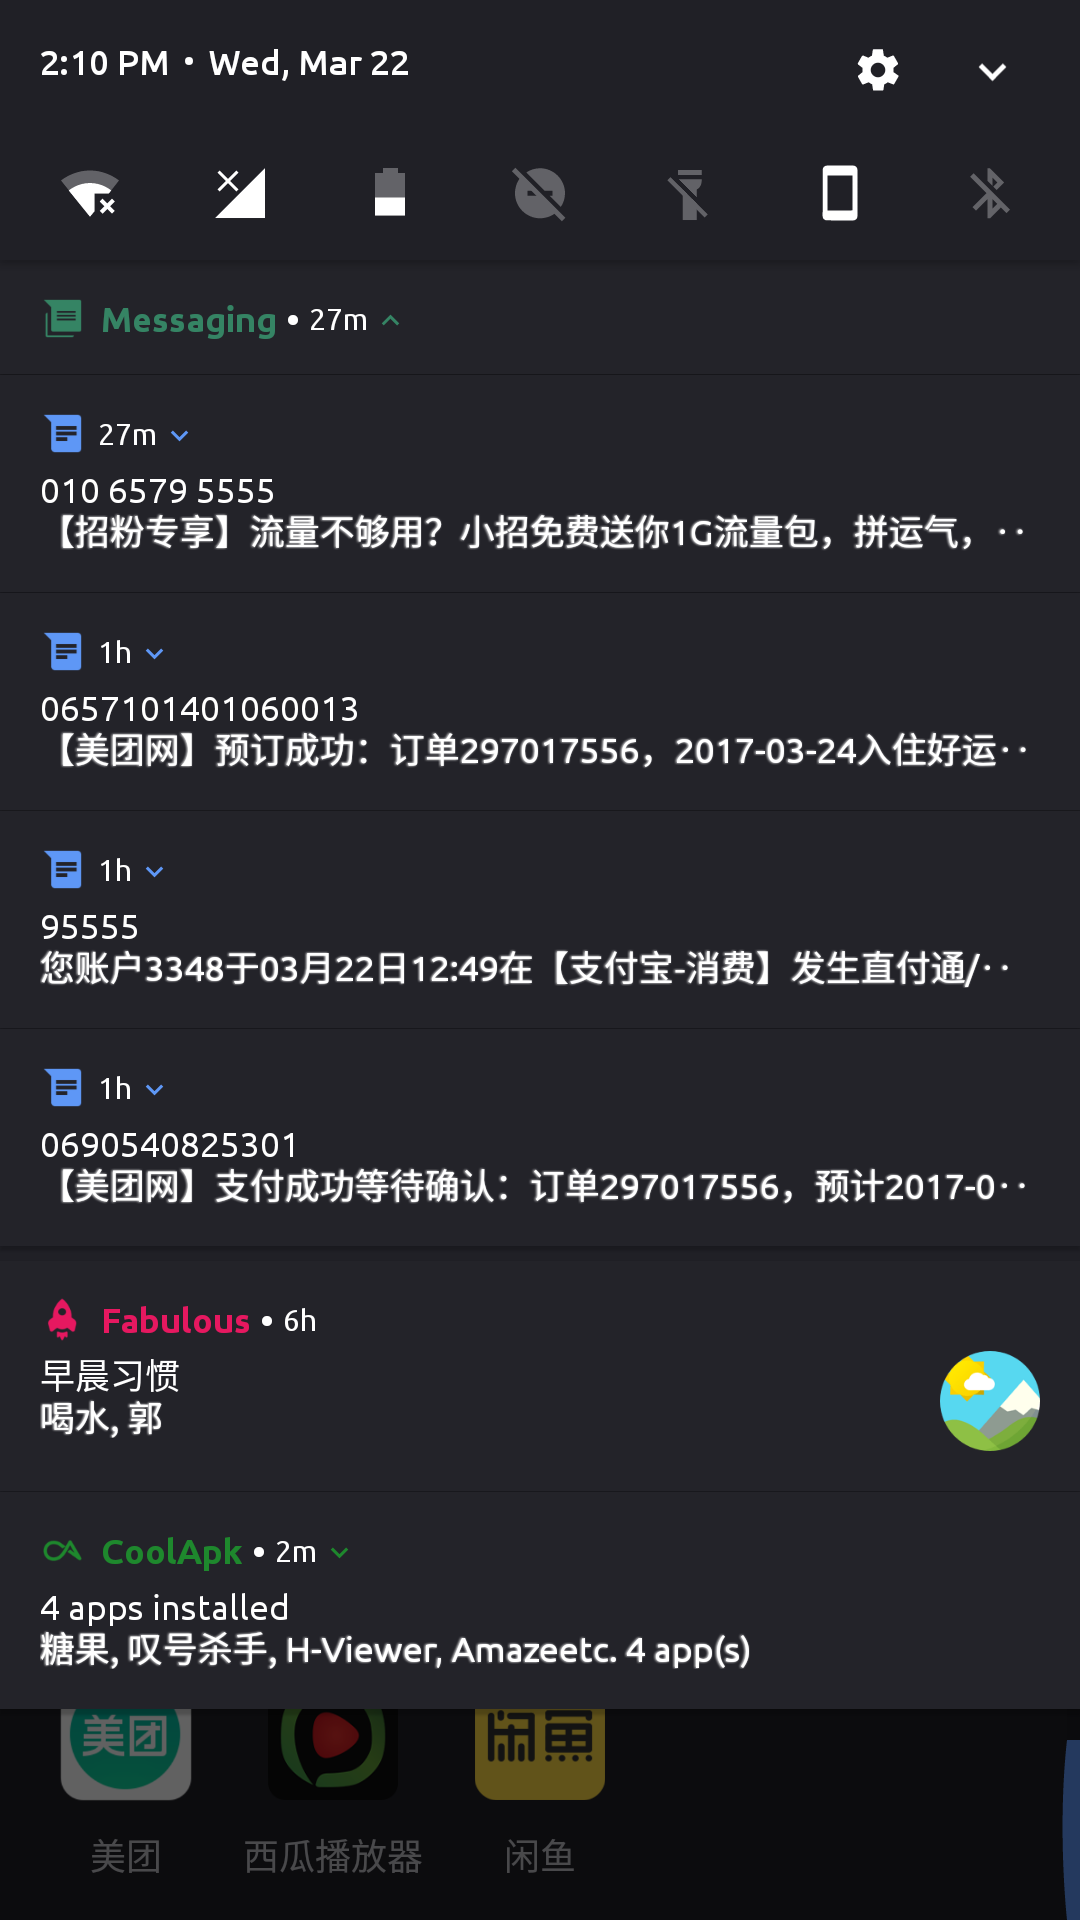 2:10 PM • Wed, Mar 22
Messaging • 27m
27m
010 6579 5555
【招粉专享】流量不够用？小招免费送你1G流量包，拼运气，··
1h
0657101401060013
【美团网】预订成功：订单297017556，2017-03-24入住好运··
1h
95555
您账户3348于03月22日12:49在【支付宝-消费】发生直付通/··
1h
0690540825301
【美团网】支付成功等待确认：订单297017556，预计2017-0··
Fabulous • 6h
早晨习惯
喝水, 郭
CoolApk • 2m
4 apps installed
糖果, 叹号杀手, H-Viewer, Amazeetc. 4 app(s)
美团 闲鱼
美团 西瓜播放器 闲鱼